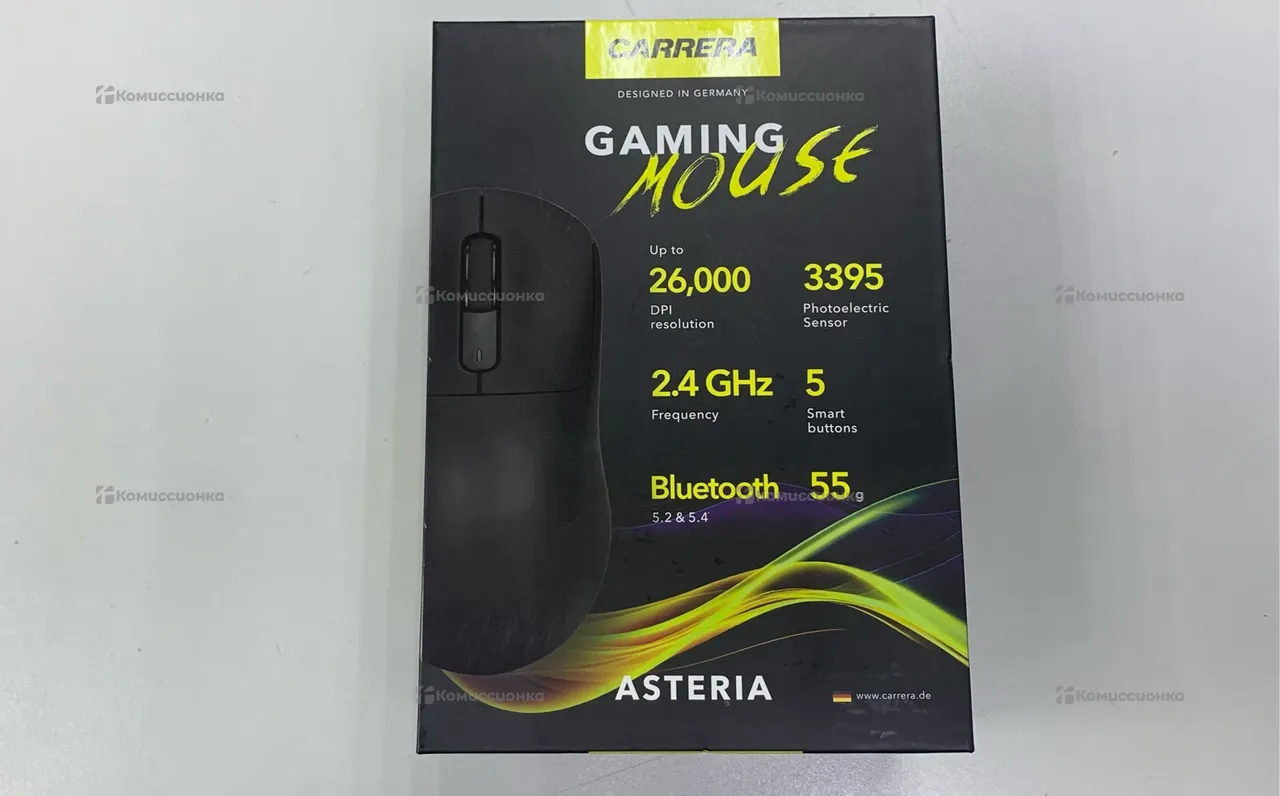 CARRERA
DESIGNED IN GERMANY
GAMING
MOUSE
Up to
26,000
DPI
resolution
3395
Photoelectric
Sensor
2.4 GHz
Frequency
5
Smart
buttons
Bluetooth
5.2 & 5.4
55g
ASTERIA
www.carrera.de
Комиссионка
Комиссионка
Комиссионка
Комиссионка
Комиссионка
Комиссионка
Комиссионка
Комиссионка